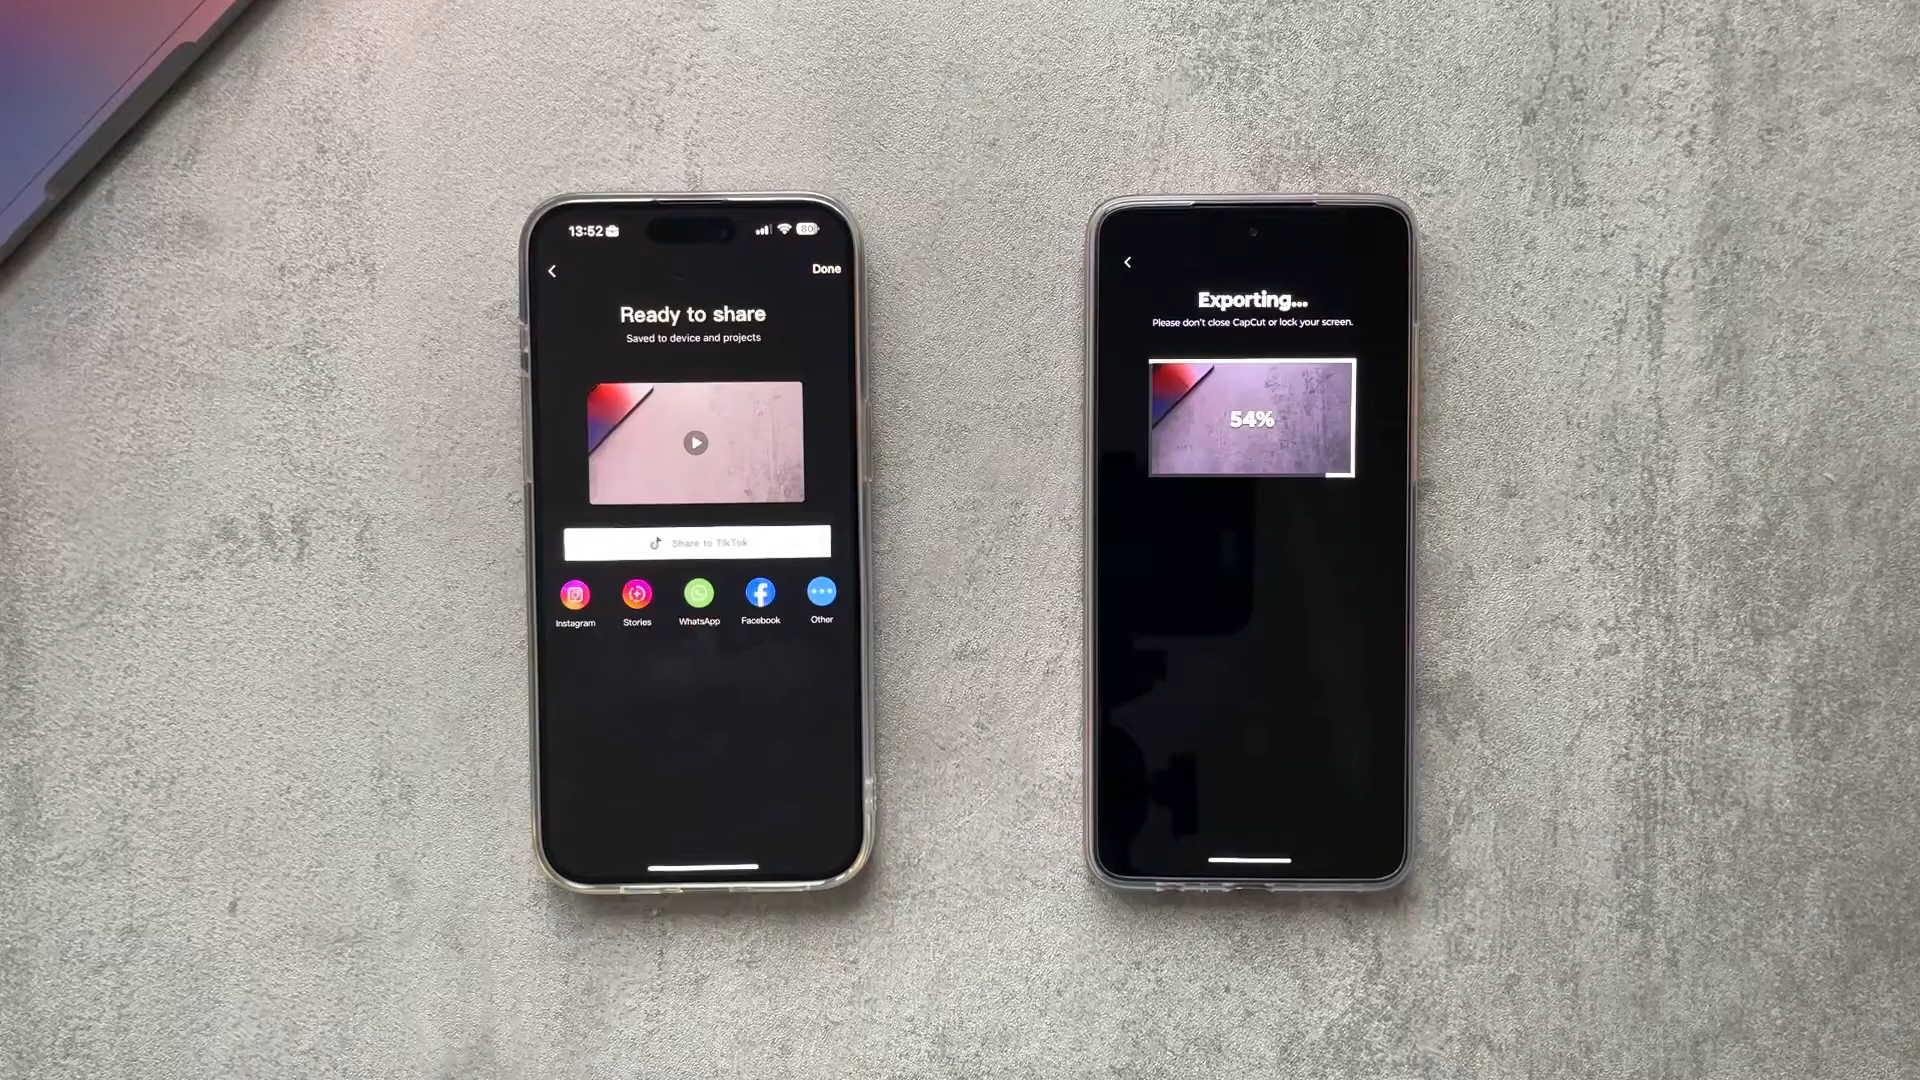 13:52
80
Done
Ready to share
Saved to device and projects
Share to TikTok
Instagram
Stories
WhatsApp
Facebook
Other
Exporting...
Please don't close CapCut or lock your screen.
54%